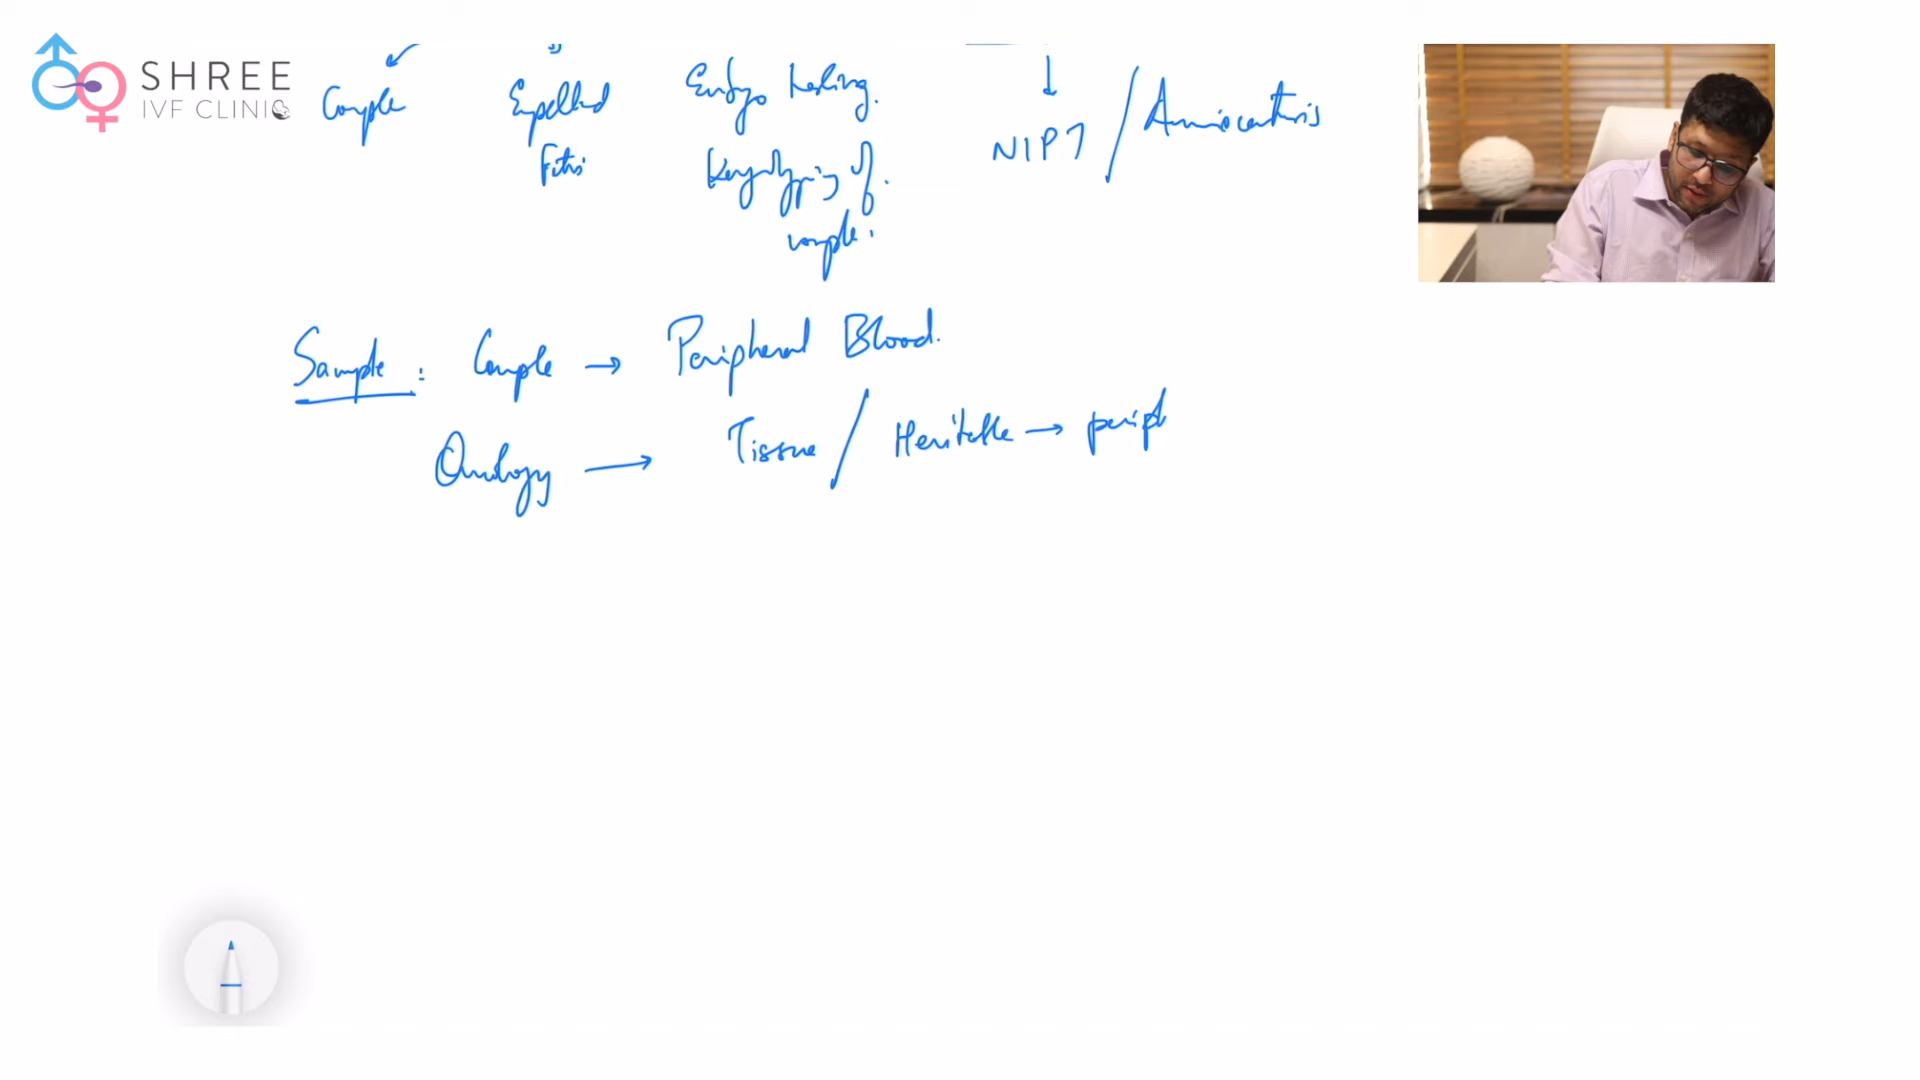 SHREE
IVF CLINIC
Couple
Expelled
Fetus
Embryo testing.
Karyotyping of.
couple.
NIPT / Amniocentesis
Sample : Couple → Peripheral Blood.
Oncology → Tissue / Heritable → periph